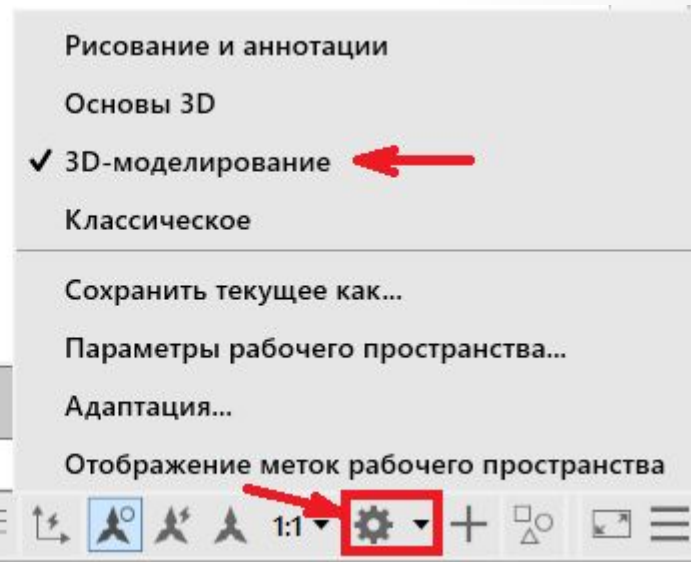 Рисование и аннотации
Основы 3D
3D-моделирование
Классическое
Сохранить текущее как...
Параметры рабочего пространства...
Адаптация...
Отображение меток рабочего пространства
1:1